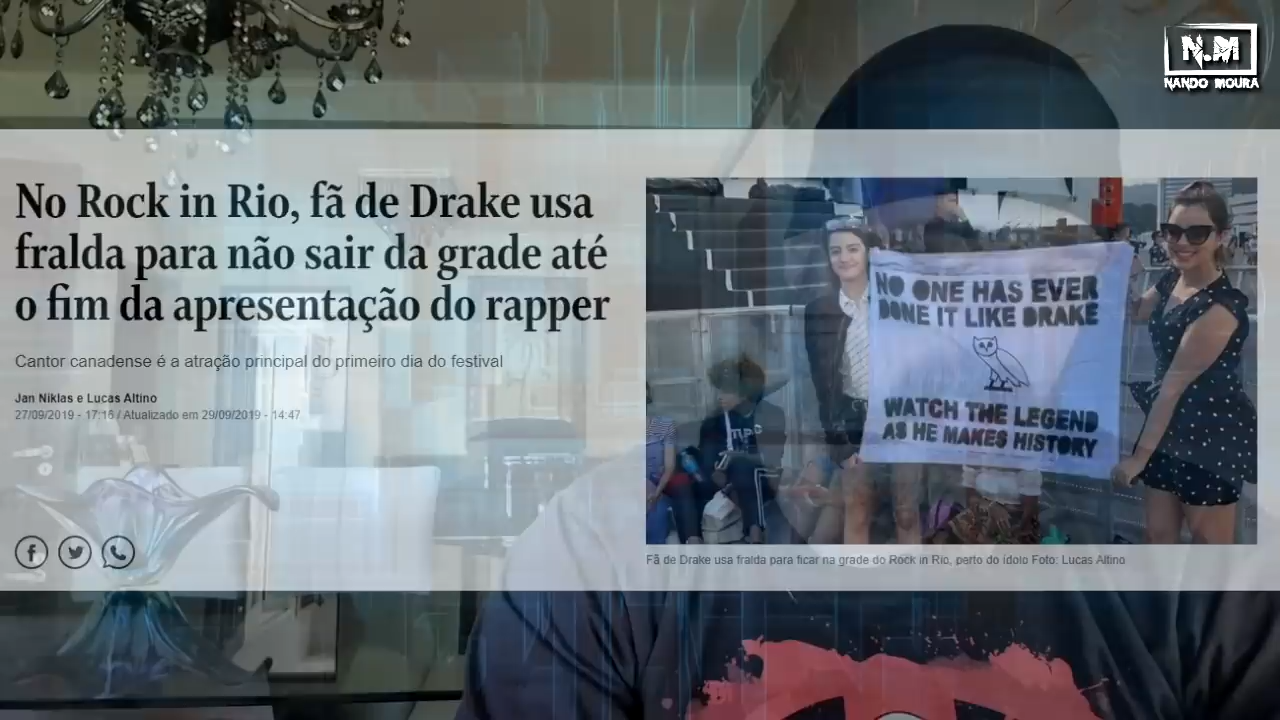 N.M
NANDO MOURA
No Rock in Rio, fã de Drake usa
fralda para não sair da grade até
o fim da apresentação do rapper
Cantor canadense é a atração principal do primeiro dia do festival
Jan Niklas e Lucas Altino
27/09/2019 - 17:16 / Atualizado em 29/09/2019 - 14:47
NO ONE HAS EVER
DONE IT LIKE DRAKE
WATCH THE LEGEND
AS HE MAKES HISTORY
Fã de Drake usa fralda para ficar na grade do Rock in Rio, perto do ídolo Foto: Lucas Altino